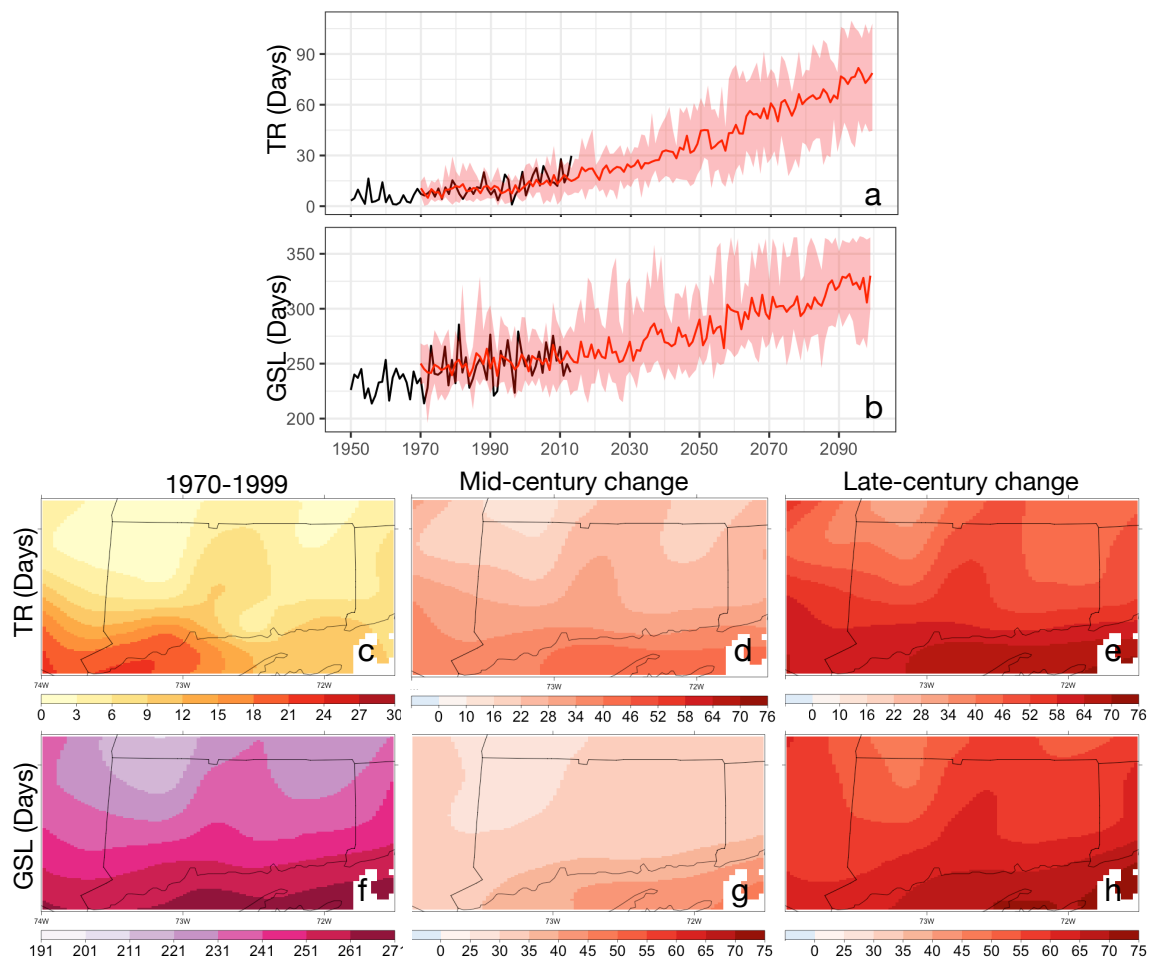 TR (Days)
90
60
30
0
a
GSL (Days)
350
300
250
200
b
1950 1970 1990 2010 2030 2050 2070 2090
1970-1999 Mid-century change Late-century change
TR (Days)
c d e
74W 73W 72W 73W 72W 73W 72W
0 3 6 9 12 15 18 21 24 27 30
0 10 16 22 28 34 40 46 52 58 64 70 76
0 10 16 22 28 34 40 46 52 58 64 70 76
GSL (Days)
f g h
74W 73W 72W 73W 72W 73W 72W
191 201 211 221 231 241 251 261 27
0 25 30 35 40 45 50 55 60 65 70 75
0 25 30 35 40 45 50 55 60 65 70 75